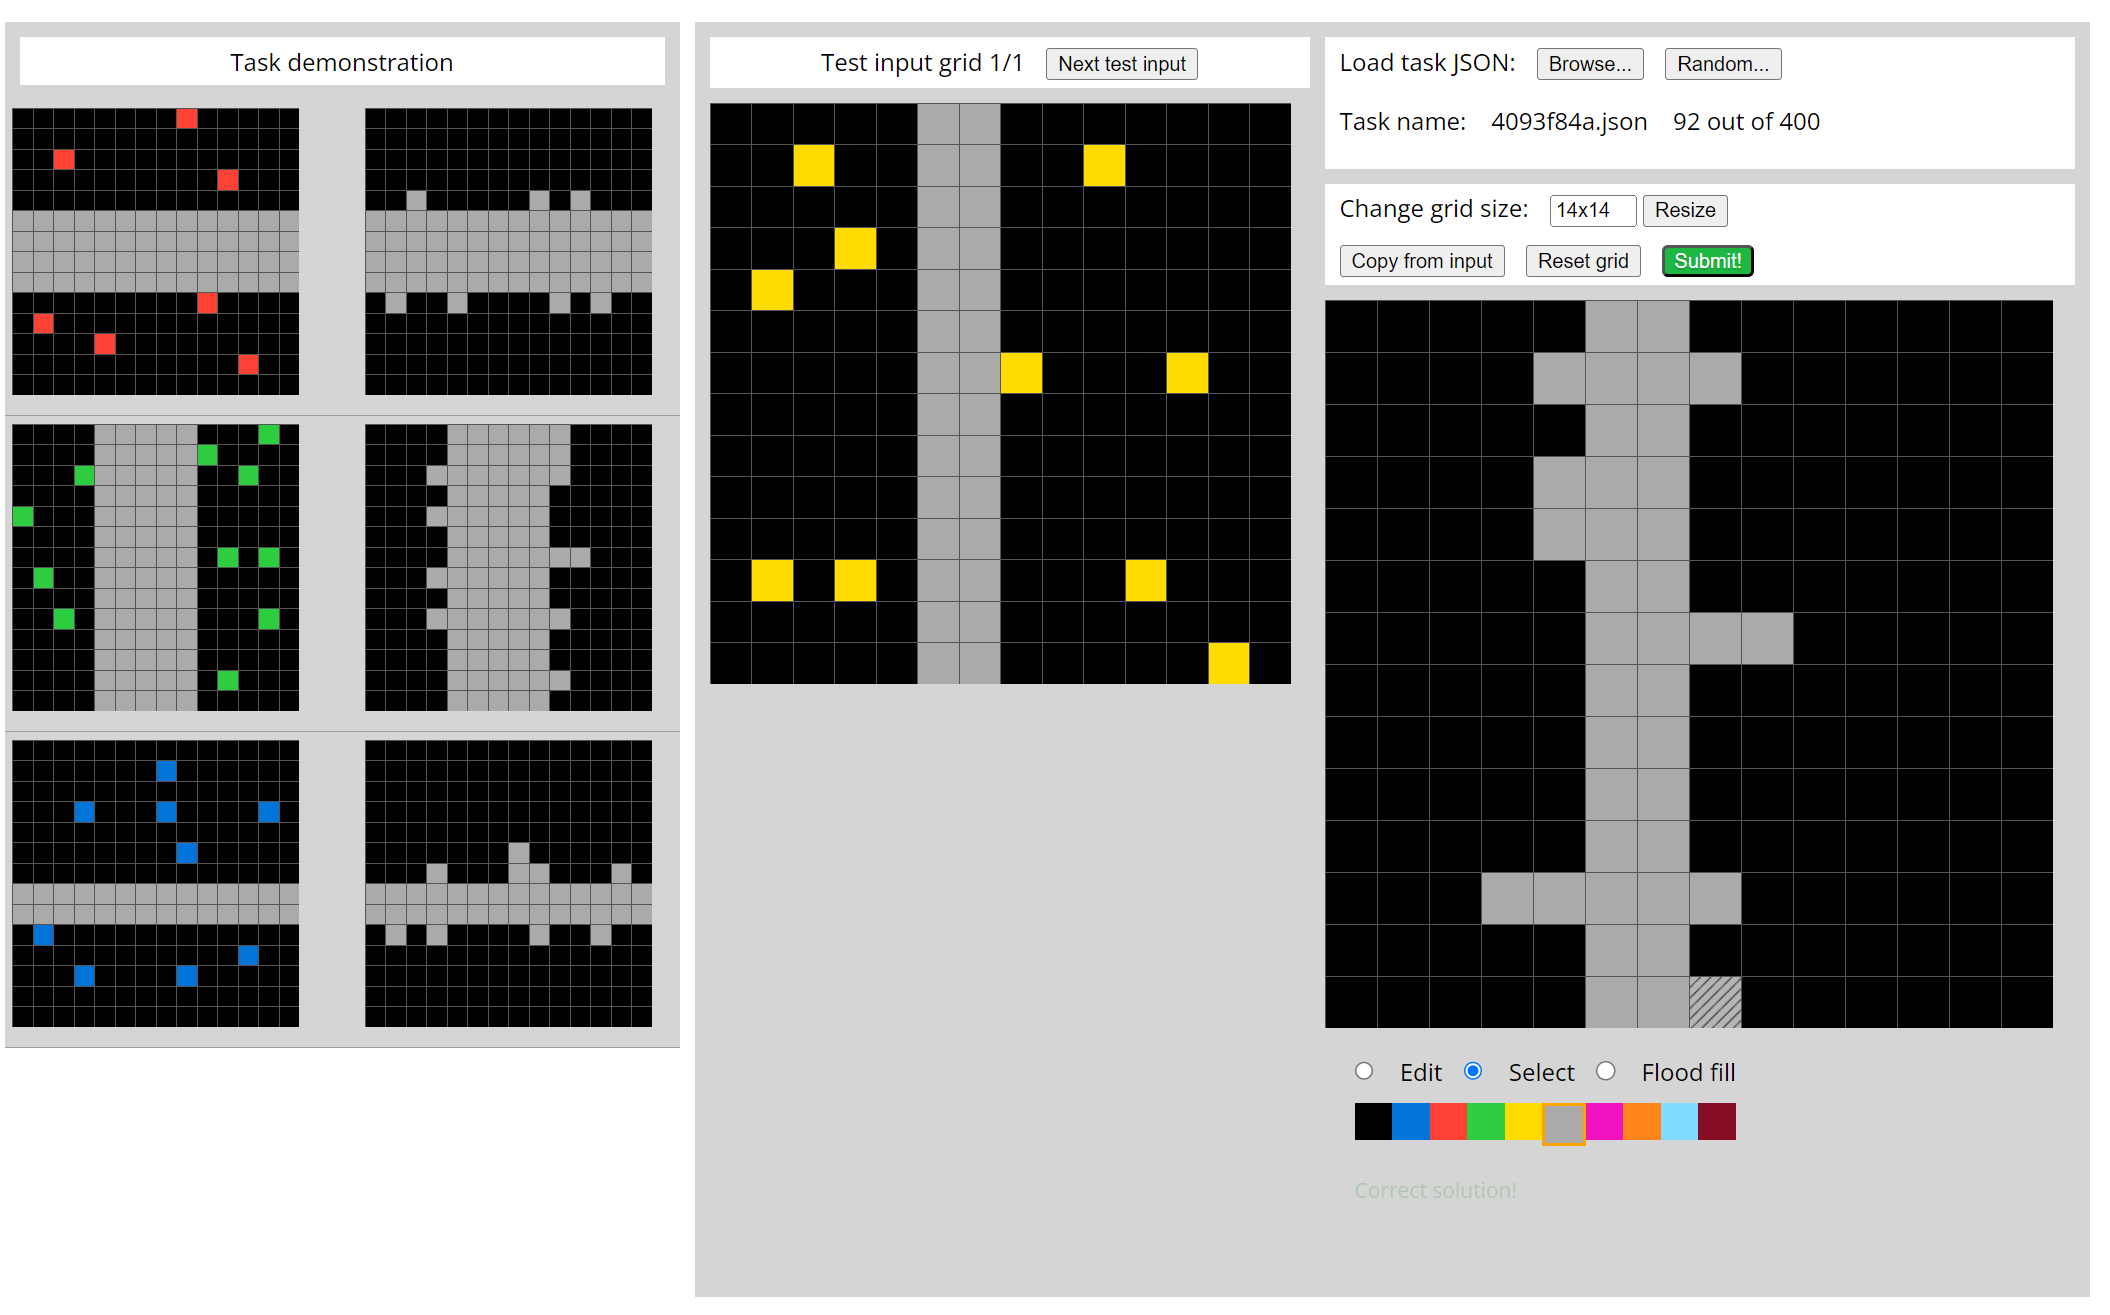 Task demonstration
Test input grid 1/1 Next test input
Load task JSON: Browse... Random...
Task name: 4093f84a.json 92 out of 400
Change grid size: 14x14 Resize
Copy from input Reset grid Submit!
Edit Select Flood fill
Correct solution!